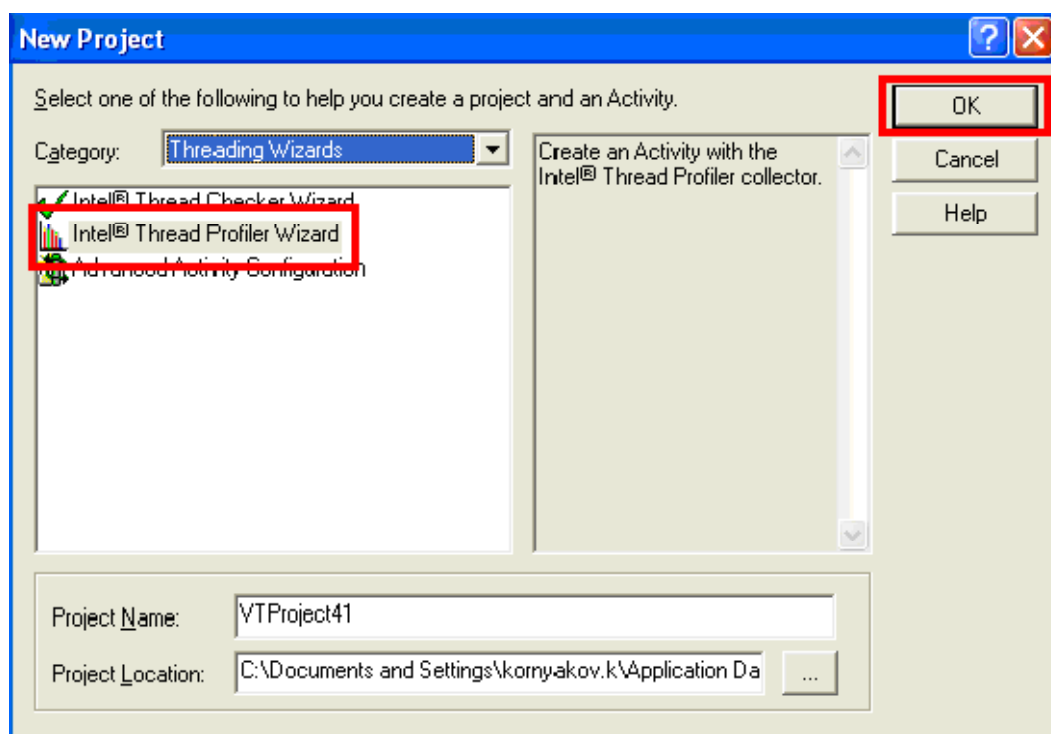 New Project
Select one of the following to help you create a project and an Activity.
OK
Category:
Threading Wizards
Create an Activity with the
Intel® Thread Profiler collector.
Cancel
Intel® Thread Checker Wizard
Intel® Thread Profiler Wizard
Help
Advanced Activity Configuration
Project Name:
VTProject41
Project Location:
C:\Documents and Settings\kornyakov.k\Application Da
...